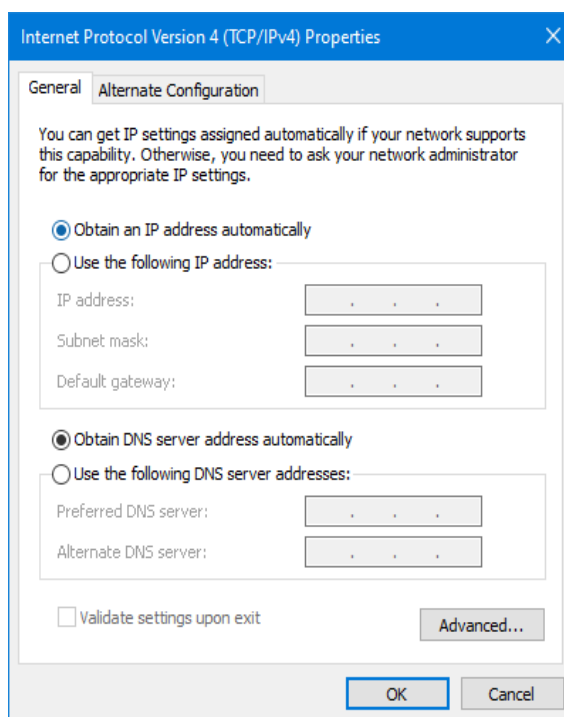 Internet Protocol Version 4 (TCP/IPv4) Properties
General
Alternate Configuration
You can get IP settings assigned automatically if your network supports
this capability. Otherwise, you need to ask your network administrator
for the appropriate IP settings.
Obtain an IP address automatically
Use the following IP address:
IP address:
Subnet mask:
Default gateway:
Obtain DNS server address automatically
Use the following DNS server addresses:
Preferred DNS server:
Alternate DNS server:
Validate settings upon exit
Advanced...
OK
Cancel